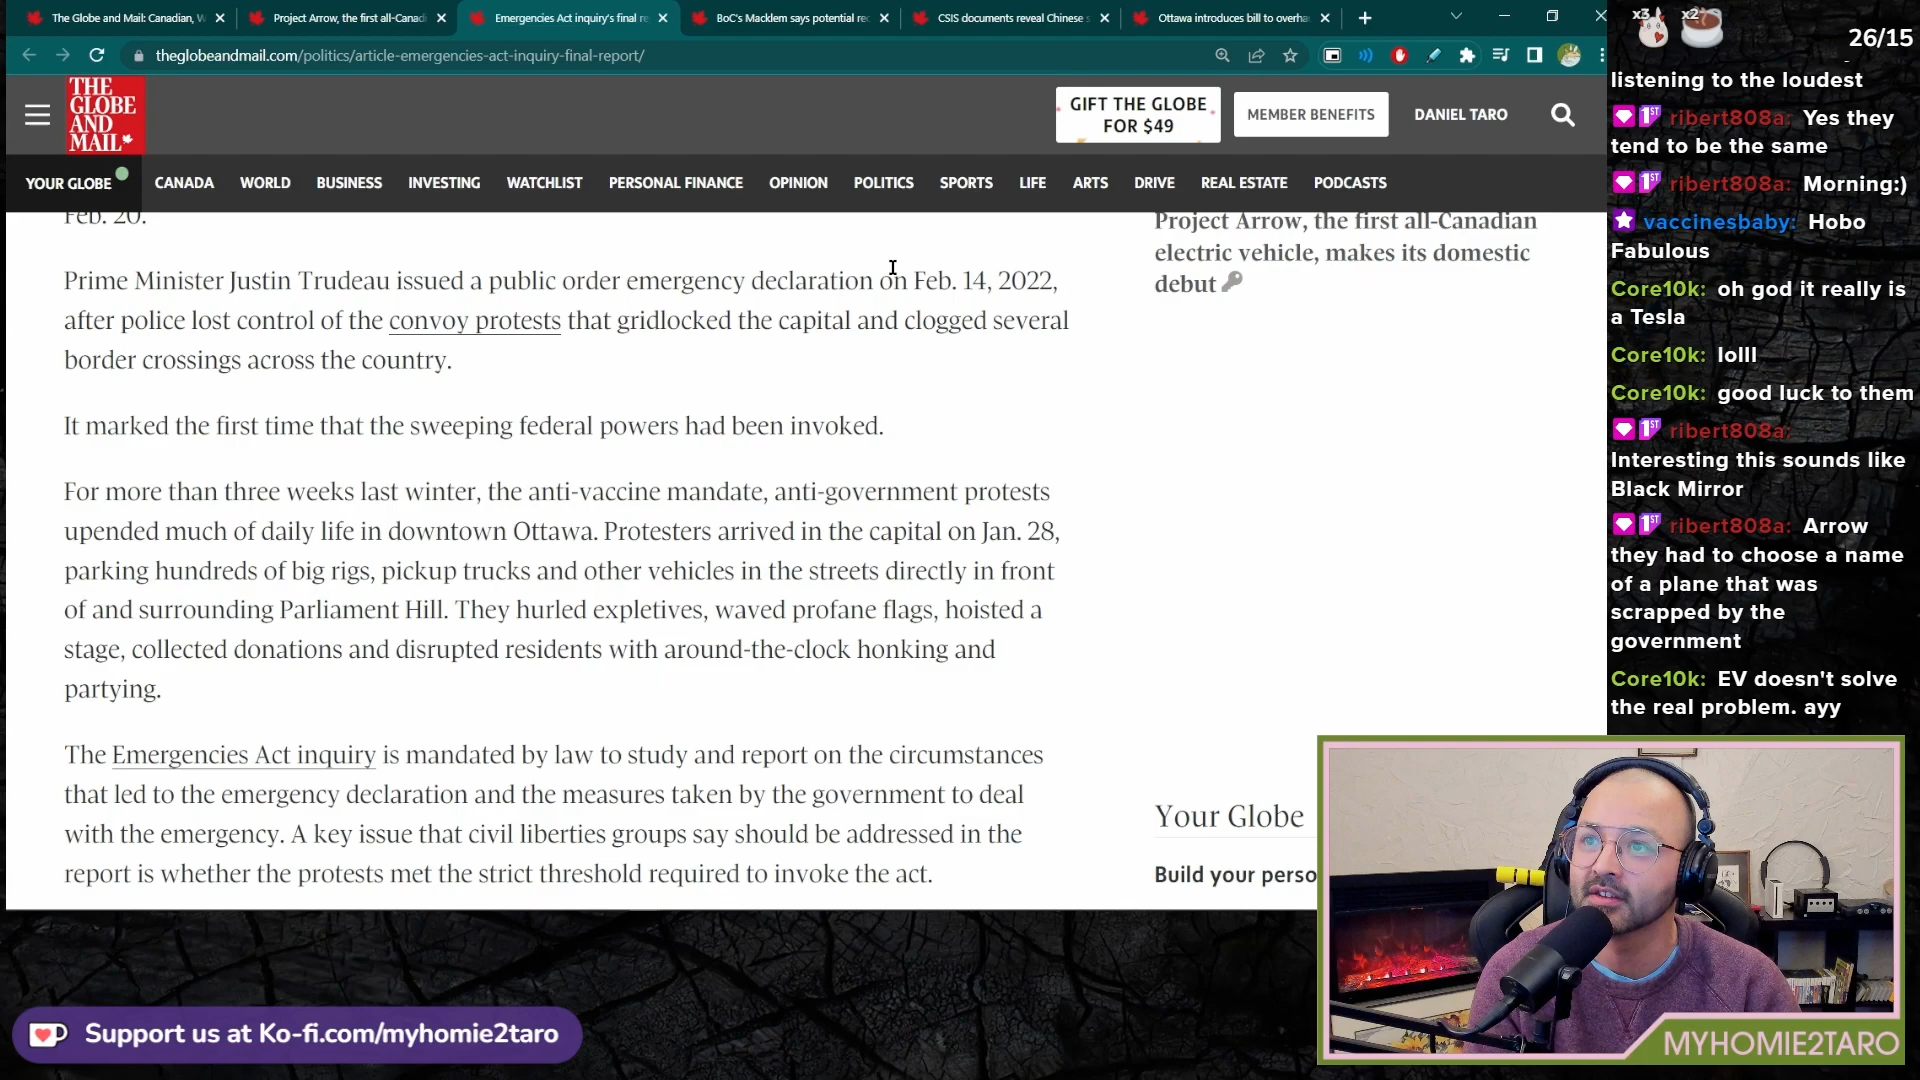 The Globe and Mail: Canadian, W
Project Arrow, the first all-Canadi
Emergencies Act inquiry's final re
BoC's Macklem says potential rec
CSIS documents reveal Chinese s
Ottawa introduces bill to overha
theglobeandmail.com/politics/article-emergencies-act-inquiry-final-report/
THE
GLOBE
AND
MAIL
GIFT THE GLOBE
FOR $49
MEMBER BENEFITS
DANIEL TARO
YOUR GLOBE
CANADA
WORLD
BUSINESS
INVESTING
WATCHLIST
PERSONAL FINANCE
OPINION
POLITICS
SPORTS
LIFE
ARTS
DRIVE
REAL ESTATE
PODCASTS
Feb. 20.
Prime Minister Justin Trudeau issued a public order emergency declaration on Feb. 14, 2022,
after police lost control of the convoy protests that gridlocked the capital and clogged several
border crossings across the country.
It marked the first time that the sweeping federal powers had been invoked.
For more than three weeks last winter, the anti-vaccine mandate, anti-government protests
upended much of daily life in downtown Ottawa. Protesters arrived in the capital on Jan. 28,
parking hundreds of big rigs, pickup trucks and other vehicles in the streets directly in front
of and surrounding Parliament Hill. They hurled expletives, waved profane flags, hoisted a
stage, collected donations and disrupted residents with around-the-clock honking and
partying.
The Emergencies Act inquiry is mandated by law to study and report on the circumstances
that led to the emergency declaration and the measures taken by the government to deal
with the emergency. A key issue that civil liberties groups say should be addressed in the
report is whether the protests met the strict threshold required to invoke the act.
Project Arrow, the first all-Canadian
electric vehicle, makes its domestic
debut
Your Globe
Build your perso
x3
x2
26/15
listening to the loudest
1ST ribert808a: Yes they
tend to be the same
1ST ribert808a: Morning:)
vaccinesbaby: Hobo
Fabulous
Core10k: oh god it really is
a Tesla
Core10k: lolll
Core10k: good luck to them
1ST ribert808a:
Interesting this sounds like
Black Mirror
1ST ribert808a: Arrow
they had to choose a name
of a plane that was
scrapped by the
government
Core10k: EV doesn't solve
the real problem. ayy
Support us at Ko-fi.com/myhomie2taro
MYHOMIE2TARO